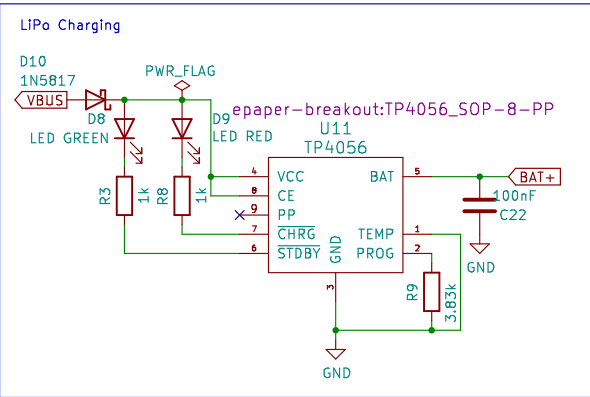 LiPo Charging
D10
1N5817
VBUS
PWR_FLAG
D8
LED GREEN
D9
LED RED
epaper-breakout:TP4056_SOP-8-PP
U11
TP4056
R3
1k
R8
1k
4
VCC
8
CE
9
PP
7
CHRG
6
STDBY
GND
3
BAT
5
TEMP
1
PROG
2
BAT+
100nF
C22
GND
R9
3.83k
GND